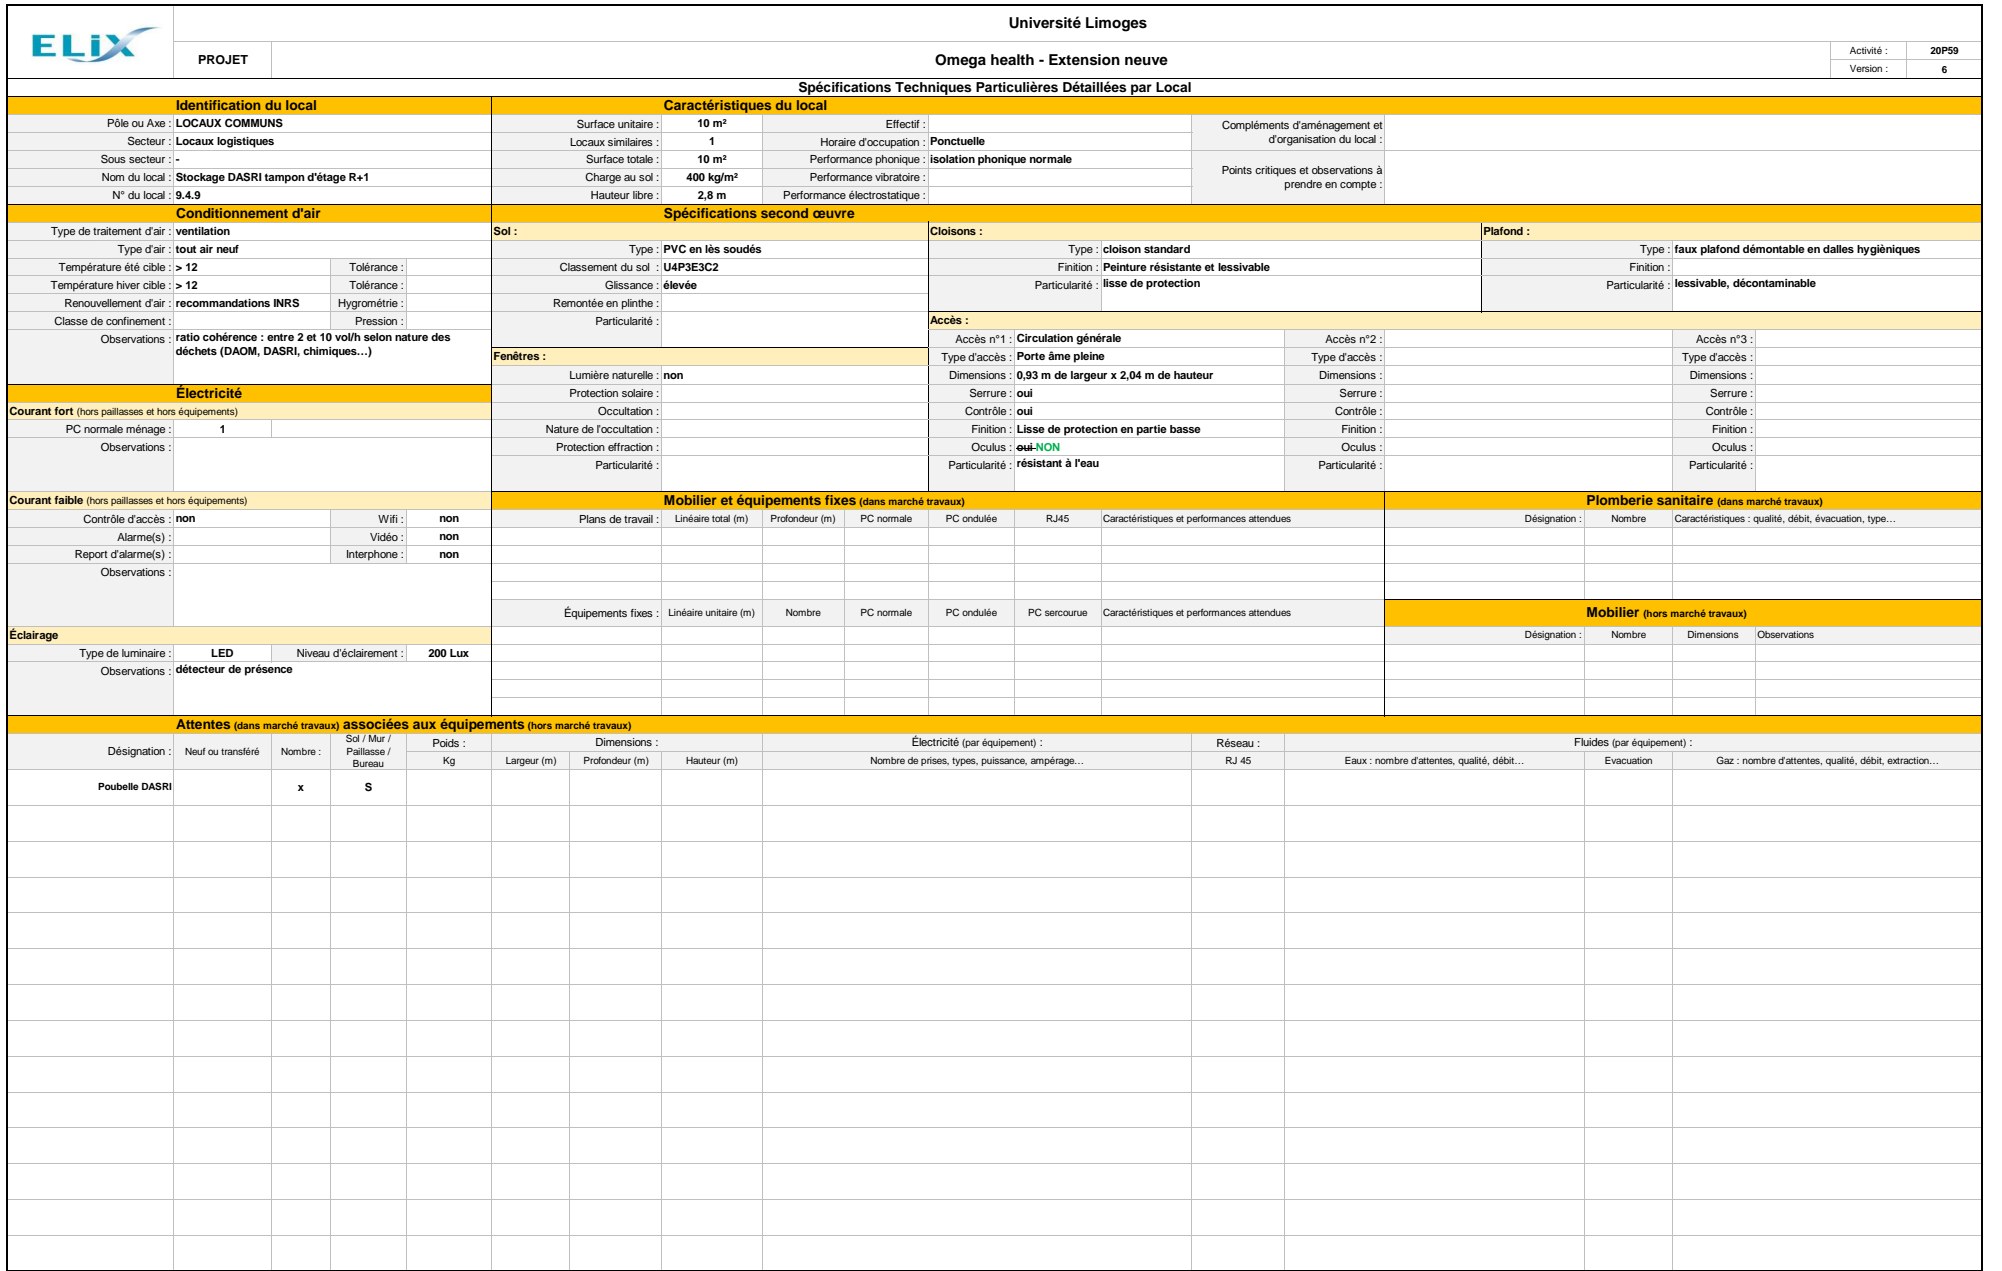 ELiX
Université Limoges
PROJET
Omega health - Extension neuve
Activité : 20P59
Version : 6
Spécifications Techniques Particulières Détaillées par Local
Identification du local
Pôle ou Axe : LOCAUX COMMUNS
Secteur : Locaux logistiques
Sous secteur : -
Nom du local : Stockage DASRI tampon d'étage R+1
N° du local : 9.4.9
Caractéristiques du local
Surface unitaire : 10 m²
Locaux similaires : 1
Surface totale : 10 m²
Charge au sol : 400 kg/m²
Hauteur libre : 2,8 m
Effectif :
Horaire d'occupation : Ponctuelle
Performance phonique : isolation phonique normale
Performance vibratoire :
Performance électrostatique :
Compléments d'aménagement et
d'organisation du local :
Points critiques et observations à
prendre en compte :
Conditionnement d'air
Type de traitement d'air : ventilation
Type d'air : tout air neuf
Température été cible : > 12 Tolérance :
Température hiver cible : > 12 Tolérance :
Renouvellement d'air : recommandations INRS Hygrométrie :
Classe de confinement : Pression :
Observations : ratio cohérence : entre 2 et 10 vol/h selon nature des
déchets (DAOM, DASRI, chimiques…)
Spécifications second œuvre
Sol :
Type : PVC en lès soudés
Classement du sol : U4P3E3C2
Glissance : élevée
Remontée en plinthe :
Particularité :
Cloisons :
Type : cloison standard
Finition : Peinture résistante et lessivable
Particularité : lisse de protection
Plafond :
Type : faux plafond démontable en dalles hygièniques
Finition :
Particularité : lessivable, décontaminable
Fenêtres :
Lumière naturelle : non
Protection solaire :
Occultation :
Nature de l'occultation :
Protection effraction :
Particularité :
Accès :
Accès n°1 : Circulation générale Accès n°2 : Accès n°3 :
Type d'accès : Porte âme pleine Type d'accès : Type d'accès :
Dimensions : 0,93 m de largeur x 2,04 m de hauteur Dimensions : Dimensions :
Serrure : oui Serrure : Serrure :
Contrôle : oui Contrôle : Contrôle :
Finition : Lisse de protection en partie basse Finition : Finition :
Oculus : oui NON Oculus : Oculus :
Particularité : résistant à l'eau Particularité : Particularité :
Électricité
Courant fort (hors paillasses et hors équipements)
PC normale ménage : 1
Observations :
Courant faible (hors paillasses et hors équipements)
Contrôle d'accès : non Wifi : non
Alarme(s) : Vidéo : non
Report d'alarme(s) : Interphone : non
Observations :
Éclairage
Type de luminaire : LED Niveau d'éclairement : 200 Lux
Observations : détecteur de présence
Mobilier et équipements fixes (dans marché travaux)
Plans de travail : Linéaire total (m) Profondeur (m) PC normale PC ondulée RJ45 Caractéristiques et performances attendues
Équipements fixes : Linéaire unitaire (m) Nombre PC normale PC ondulée PC sercourue Caractéristiques et performances attendues
Plomberie sanitaire (dans marché travaux)
Désignation : Nombre Caractéristiques : qualité, débit, évacuation, type…
Mobilier (hors marché travaux)
Désignation : Nombre Dimensions Observations
Attentes (dans marché travaux) associées aux équipements (hors marché travaux)
Désignation : Neuf ou transféré Nombre : Sol / Mur /
Paillasse /
Bureau
Poids : Dimensions : Électricité (par équipement) : Réseau : Fluides (par équipement) :
Kg Largeur (m) Profondeur (m) Hauteur (m) Nombre de prises, types, puissance, ampérage… RJ 45 Eaux : nombre d'attentes, qualité, débit… Evacuation Gaz : nombre d'attentes, qualité, débit, extraction…
Poubelle DASRI x S